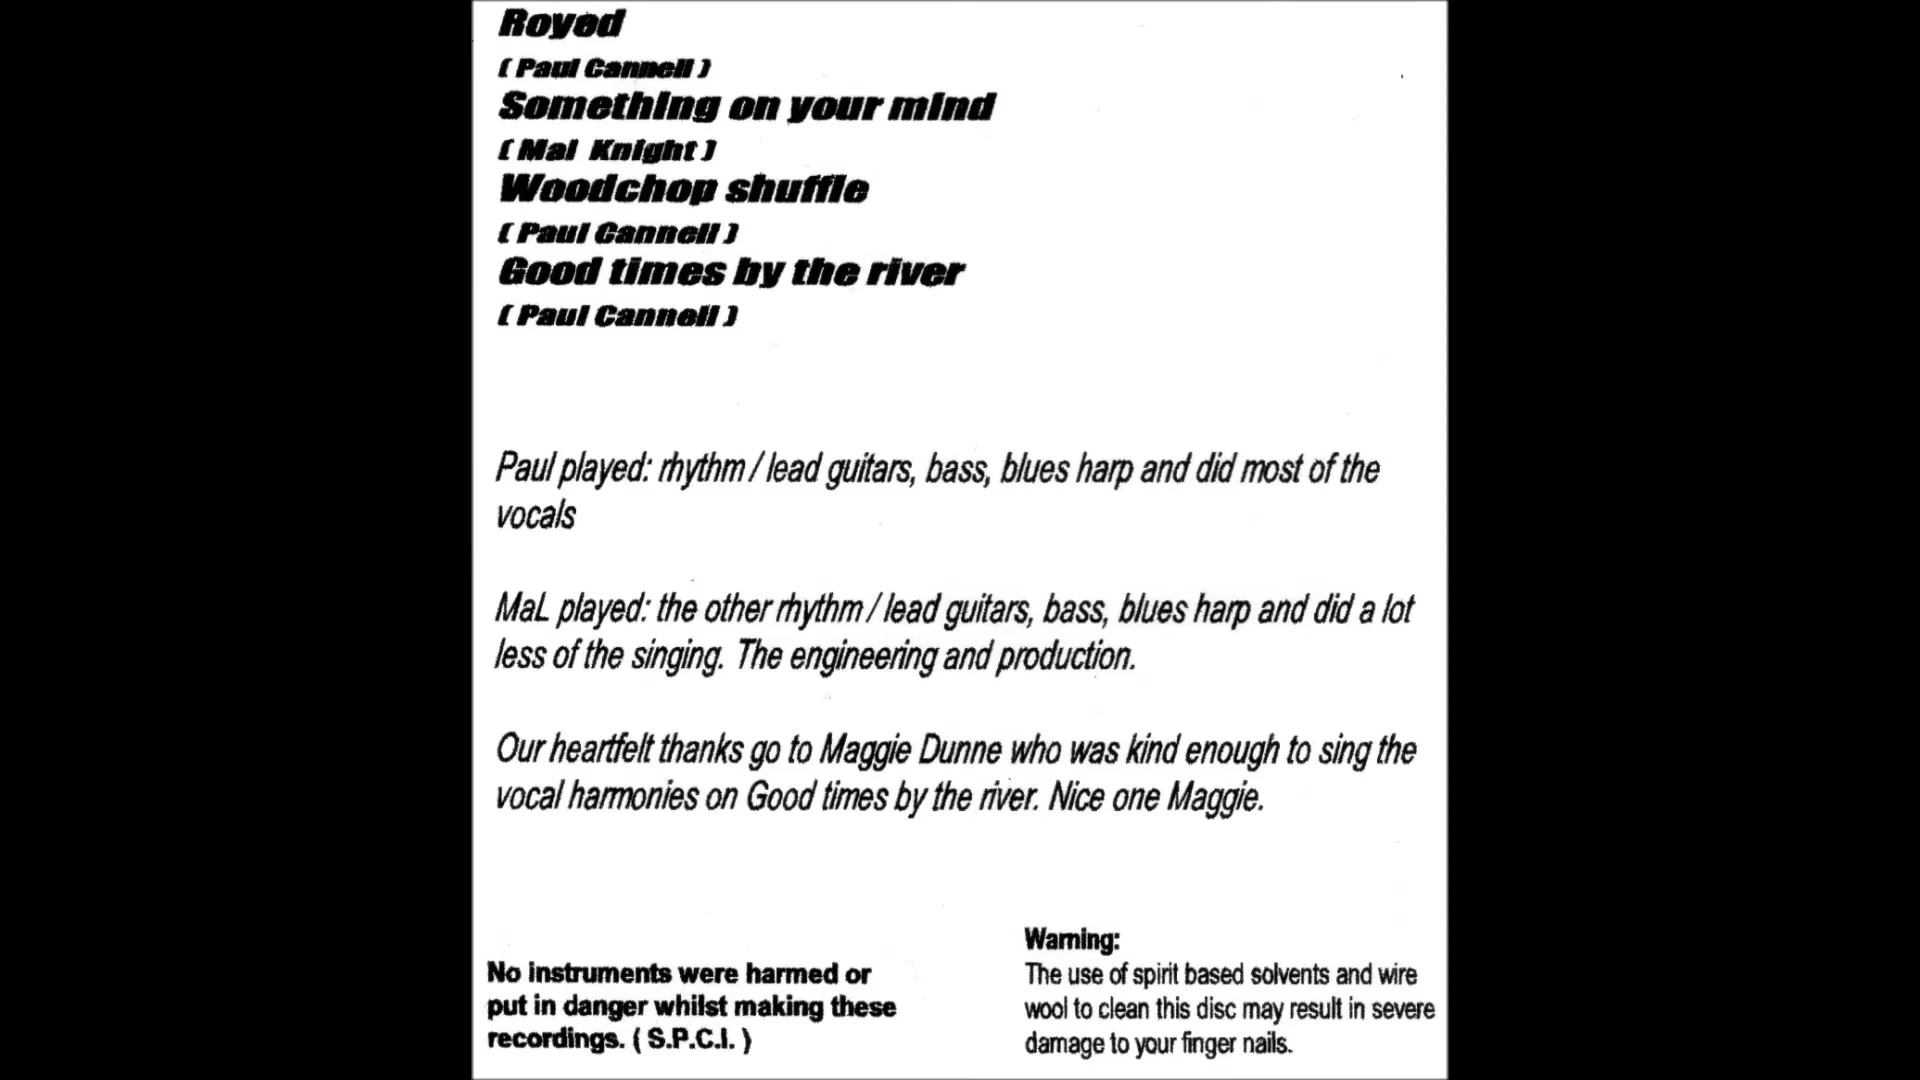 Royed
( Paul Cannell )
Something on your mind
( Mal Knight )
Woodchop shuffle
( Paul Cannell )
Good times by the river
( Paul Cannell )
Paul played: rhythm / lead guitars, bass, blues harp and did most of the
vocals
MaL played: the other rhythm / lead guitars, bass, blues harp and did a lot
less of the singing. The engineering and production.
Our heartfelt thanks go to Maggie Dunne who was kind enough to sing the
vocal harmonies on Good times by the river. Nice one Maggie.
No instruments were harmed or
put in danger whilst making these
recordings. ( S.P.C.I. )
Warning:
The use of spirit based solvents and wire
wool to clean this disc may result in severe
damage to your finger nails.